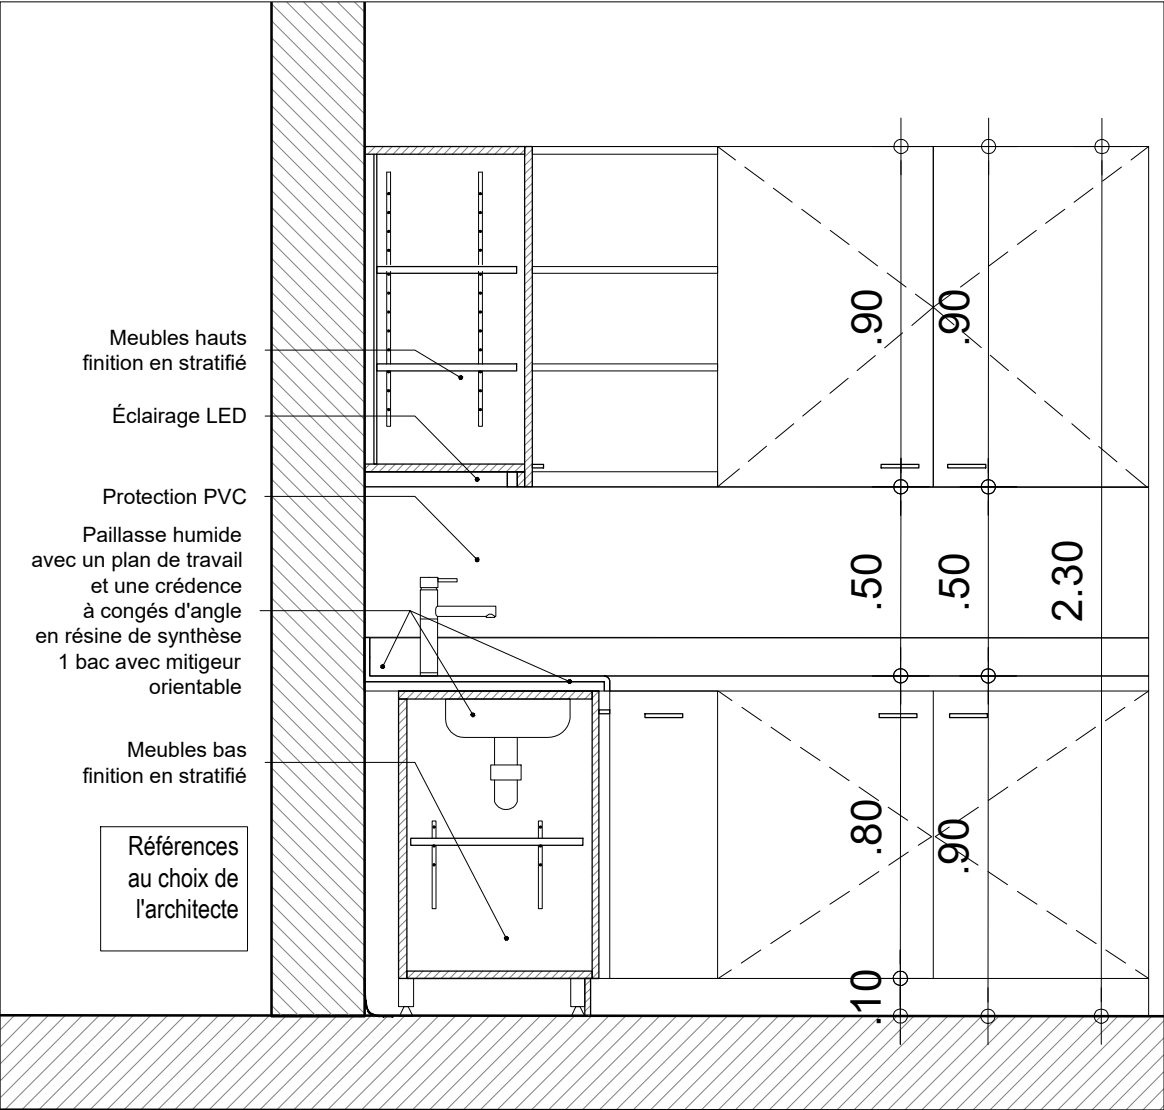 Meubles hauts
finition en stratifié
Éclairage LED
Protection PVC
Paillasse humide
avec un plan de travail
et une crédence
à congés d'angle
en résine de synthèse
1 bac avec mitigeur
orientable
Meubles bas
finition en stratifié
Références
au choix de
l'architecte
.90
.90
.50
.50
2.30
.80
.90
.10